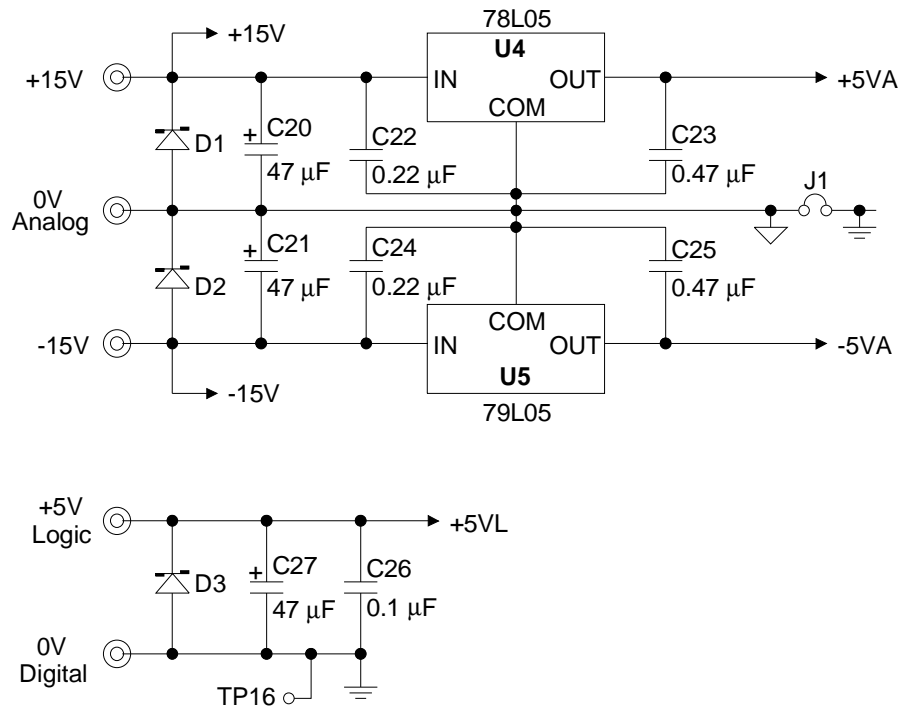 78L05
+15V
U4
+15V
IN
OUT
+5VA
COM
+
C20
C22
C23
D1
47 μF
0.22 μF
0.47 μF
J1
0V
Analog
+
C21
C24
C25
D2
47 μF
0.22 μF
0.47 μF
COM
-15V
IN
OUT
-5VA
U5
-15V
79L05
+5V
Logic
+5VL
+
C27
C26
D3
47 μF
0.1 μF
0V
Digital
TP16